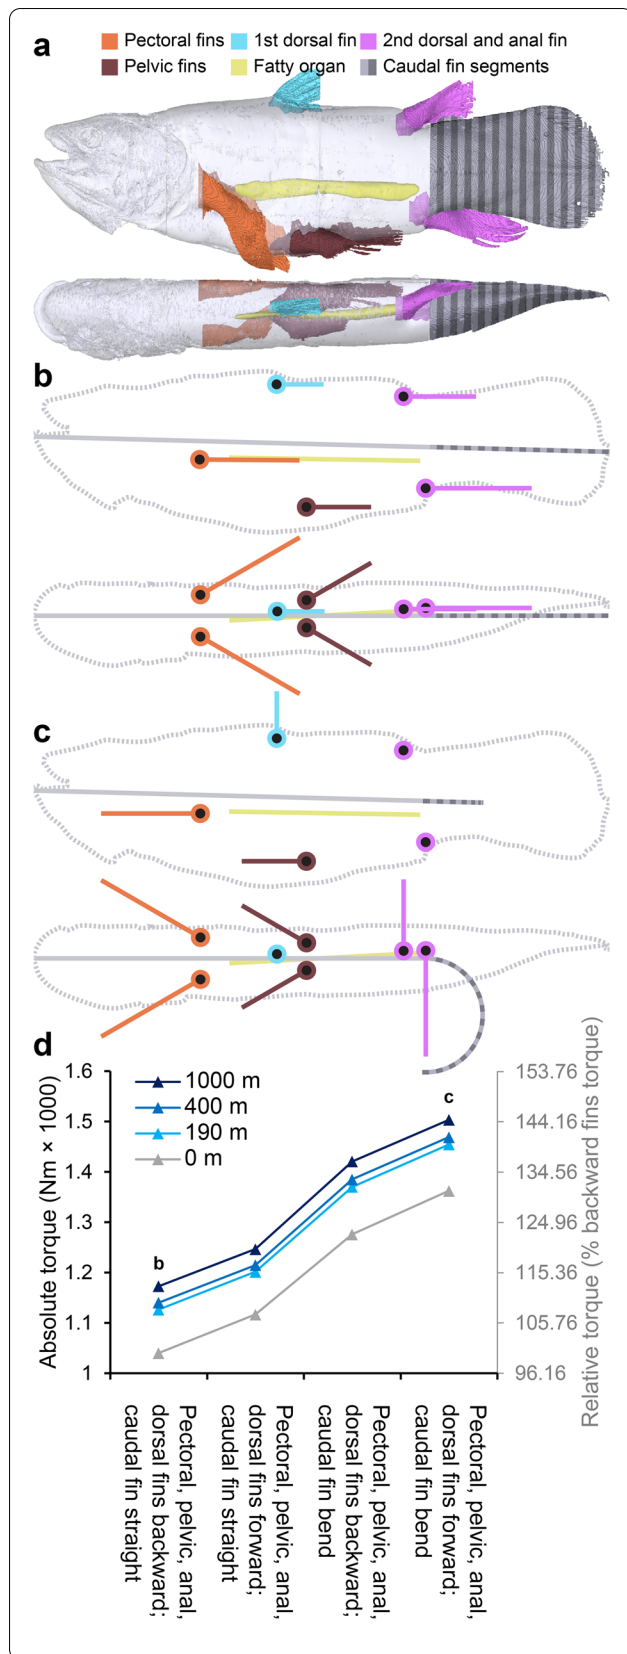 a
Pectoral fins 1st dorsal fin 2nd dorsal and anal fin
Pelvic fins Fatty organ Caudal fin segments
b
c
d
Absolute torque (Nm × 1000)
1.6
1.5
1.4
1.3
1.2
1.1
1
1000 m
400 m
190 m
0 m
b
c
153.76
144.16
134.56
124.96
115.36
105.76
96.16
Relative torque (% backward fins torque)
Pectoral, pelvic, anal,
dorsal fins backward;
caudal fin straight
Pectoral, pelvic, anal,
dorsal fins forward;
caudal fin straight
Pectoral, pelvic, anal,
dorsal fins backward;
caudal fin bend
Pectoral, pelvic, anal,
dorsal fins forward;
caudal fin bend